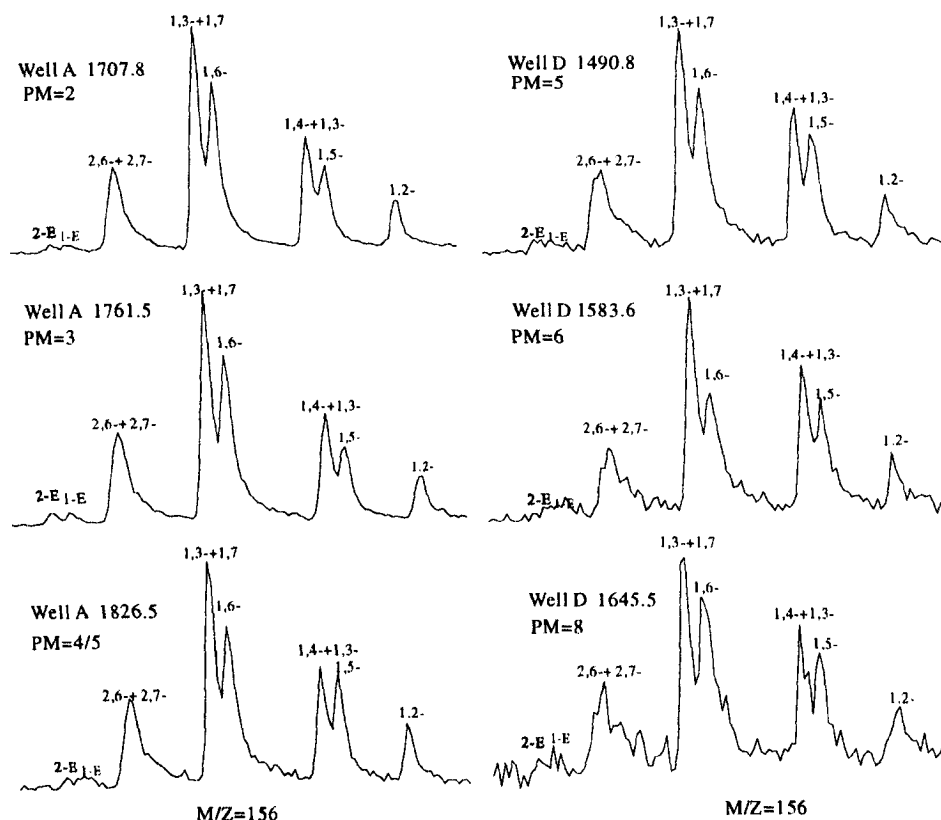 1,3-+1,7
Well A 1707.8
PM=2
1,6-
1,4-+1,3-
1,5-
2,6-+ 2,7-
1.2-
2-E 1-E
1,3-+1,7
Well D 1490.8
PM=5
1,6-
1,4-+1,3-
1,5-
2,6-+ 2,7-
1.2-
2-E 1-E
1,3-+1,7
Well A 1761.5
PM=3
1,6-
1,4-+1,3-
1,5-
2,6-+ 2,7-
1.2-
2-E 1-E
1,3-+1,7
Well D 1583.6
PM=6
1,6-
1,4-+1,3-
1,5-
2,6-+ 2,7-
1.2-
2-E 1-E
1,3-+1,7
Well A 1826.5
PM=4/5
1,6-
1,4-+1,3-
1,5-
2,6-+ 2,7-
1.2-
2-E 1-E
1,3-+1,7
Well D 1645.5
PM=8
1,6-
1,4-+1,3-
1,5-
2,6-+ 2,7-
1.2-
2-E 1-E
M/Z=156
M/Z=156